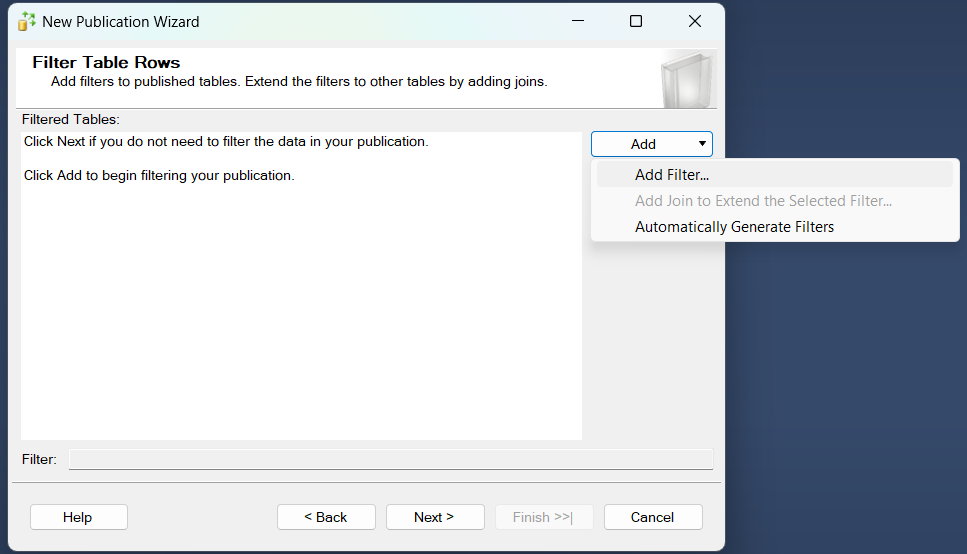 New Publication Wizard
Filter Table Rows
Add filters to published tables. Extend the filters to other tables by adding joins.
Filtered Tables:
Click Next if you do not need to filter the data in your publication.
Click Add to begin filtering your publication.
Add
Add Filter...
Add Join to Extend the Selected Filter...
Automatically Generate Filters
Filter:
Help
< Back
Next >
Finish >>|
Cancel